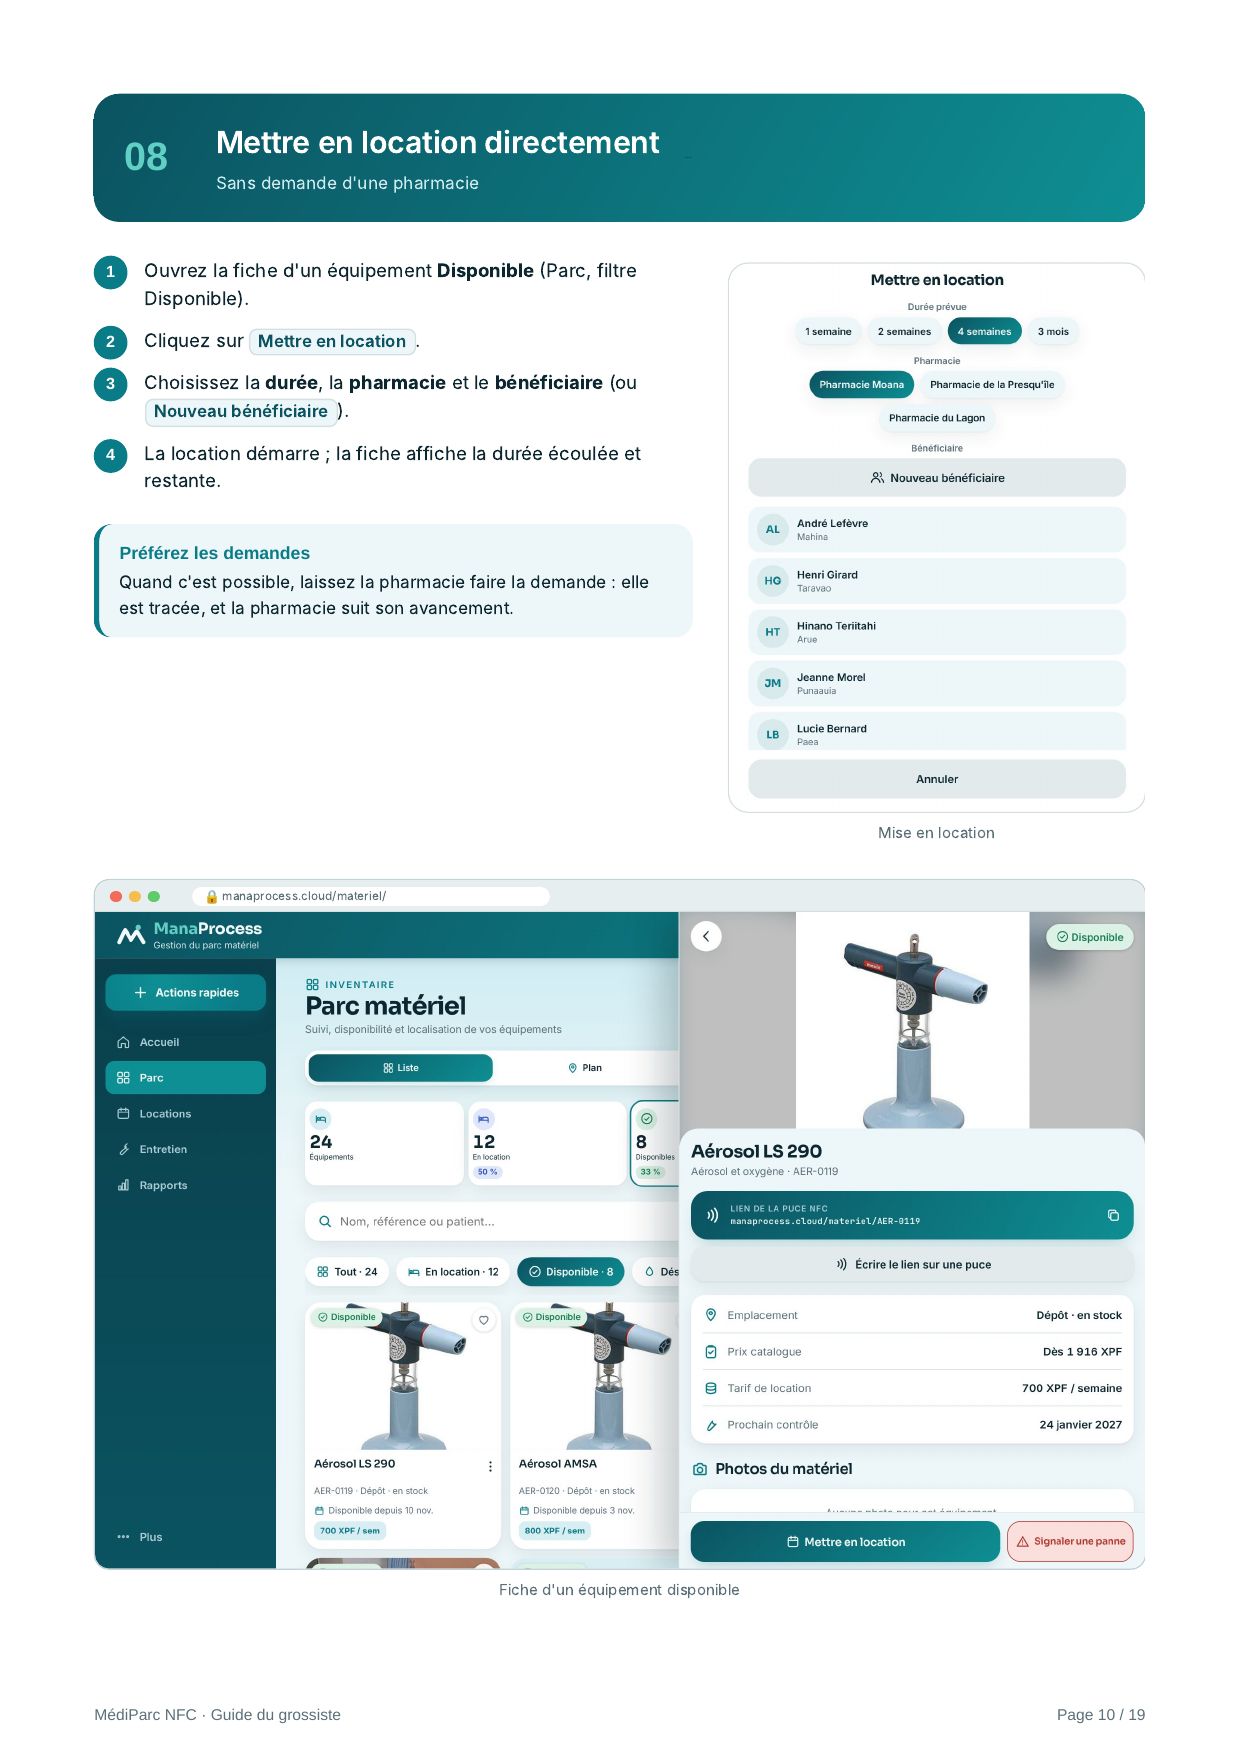 08
Mettre en location directement
Sans demande d'une pharmacie
1
Ouvrez la fiche d'un équipement Disponible (Parc, filtre
Disponible).
2
Cliquez sur Mettre en location.
3
Choisissez la durée, la pharmacie et le bénéficiaire (ou
Nouveau bénéficiaire).
4
La location démarre ; la fiche affiche la durée écoulée et
restante.
Préférez les demandes
Quand c'est possible, laissez la pharmacie faire la demande : elle
est tracée, et la pharmacie suit son avancement.
Mettre en location
Durée prévue
1 semaine 2 semaines 4 semaines 3 mois
Pharmacie
Pharmacie Moana Pharmacie de la Presqu'île
Pharmacie du Lagon
Bénéficiaire
Nouveau bénéficiaire
AL André Lefèvre
Mahina
HG Henri Girard
Taravao
HT Hinano Teriitahi
Arue
JM Jeanne Morel
Punaauia
LB Lucie Bernard
Paea
Annuler
Mise en location
manaprocess.cloud/materiel/
ManaProcess
Gestion du parc matériel
Actions rapides
Accueil
Parc
Locations
Entretien
Rapports
Plus
INVENTAIRE
Parc matériel
Suivi, disponibilité et localisation de vos équipements
Liste Plan
24
Équipements
12
En location
50 %
8
Disponibles
33 %
Nom, référence ou patient...
Tout · 24 En location · 12 Disponible · 8 Dés
Disponible
Aérosol LS 290
AER-0119 · Dépôt · en stock
Disponible depuis 10 nov.
700 XPF / sem
Disponible
Aérosol AMSA
AER-0120 · Dépôt · en stock
Disponible depuis 3 nov.
800 XPF / sem
Disponible
Aérosol LS 290
Aérosol et oxygène · AER-0119
LIEN DE LA PUCE NFC
manaprocess.cloud/materiel/AER-0119
Écrire le lien sur une puce
Emplacement Dépôt · en stock
Prix catalogue Dès 1 916 XPF
Tarif de location 700 XPF / semaine
Prochain contrôle 24 janvier 2027
Photos du matériel
Aucune photo pour cet équipement
Mettre en location Signaler une panne
Fiche d'un équipement disponible
MédiParc NFC · Guide du grossiste
Page 10 / 19